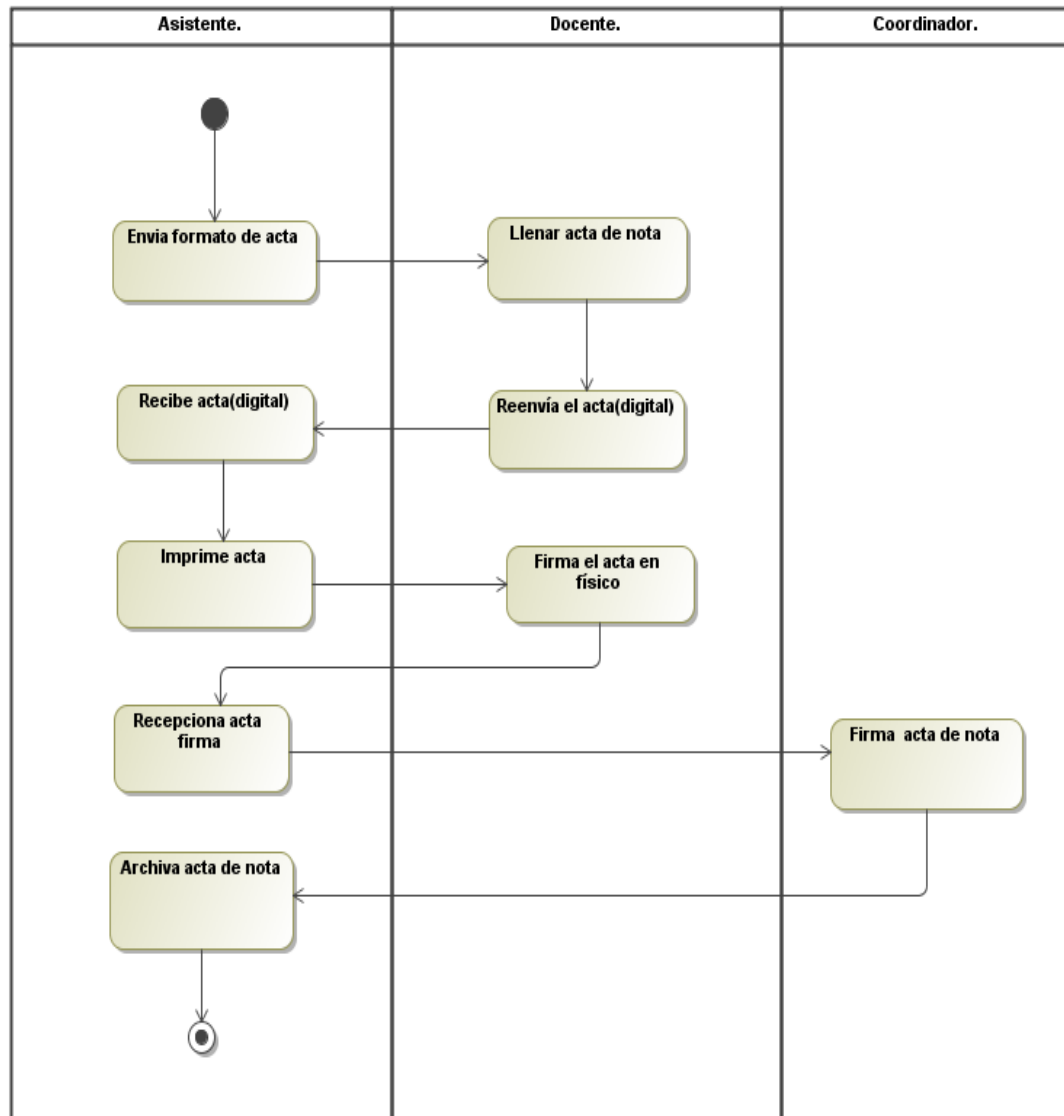 Asistente.
Docente.
Coordinador.
Envia formato de acta
Llenar acta de nota
Recibe acta(digital)
Reenvía el acta(digital)
Imprime acta
Firma el acta en
físico
Recepciona acta
firma
Firma acta de nota
Archiva acta de nota